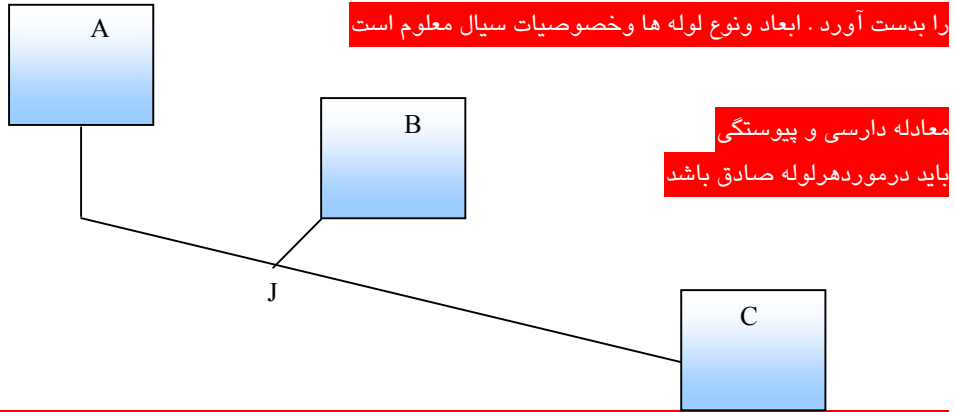 را بدست آورد . ابعاد ونوع لوله ها وخصوصیات سیال معلوم است
معادله دارسی و پیوستگی
باید درموردهرلوله صادق باشد
A
B
J
C